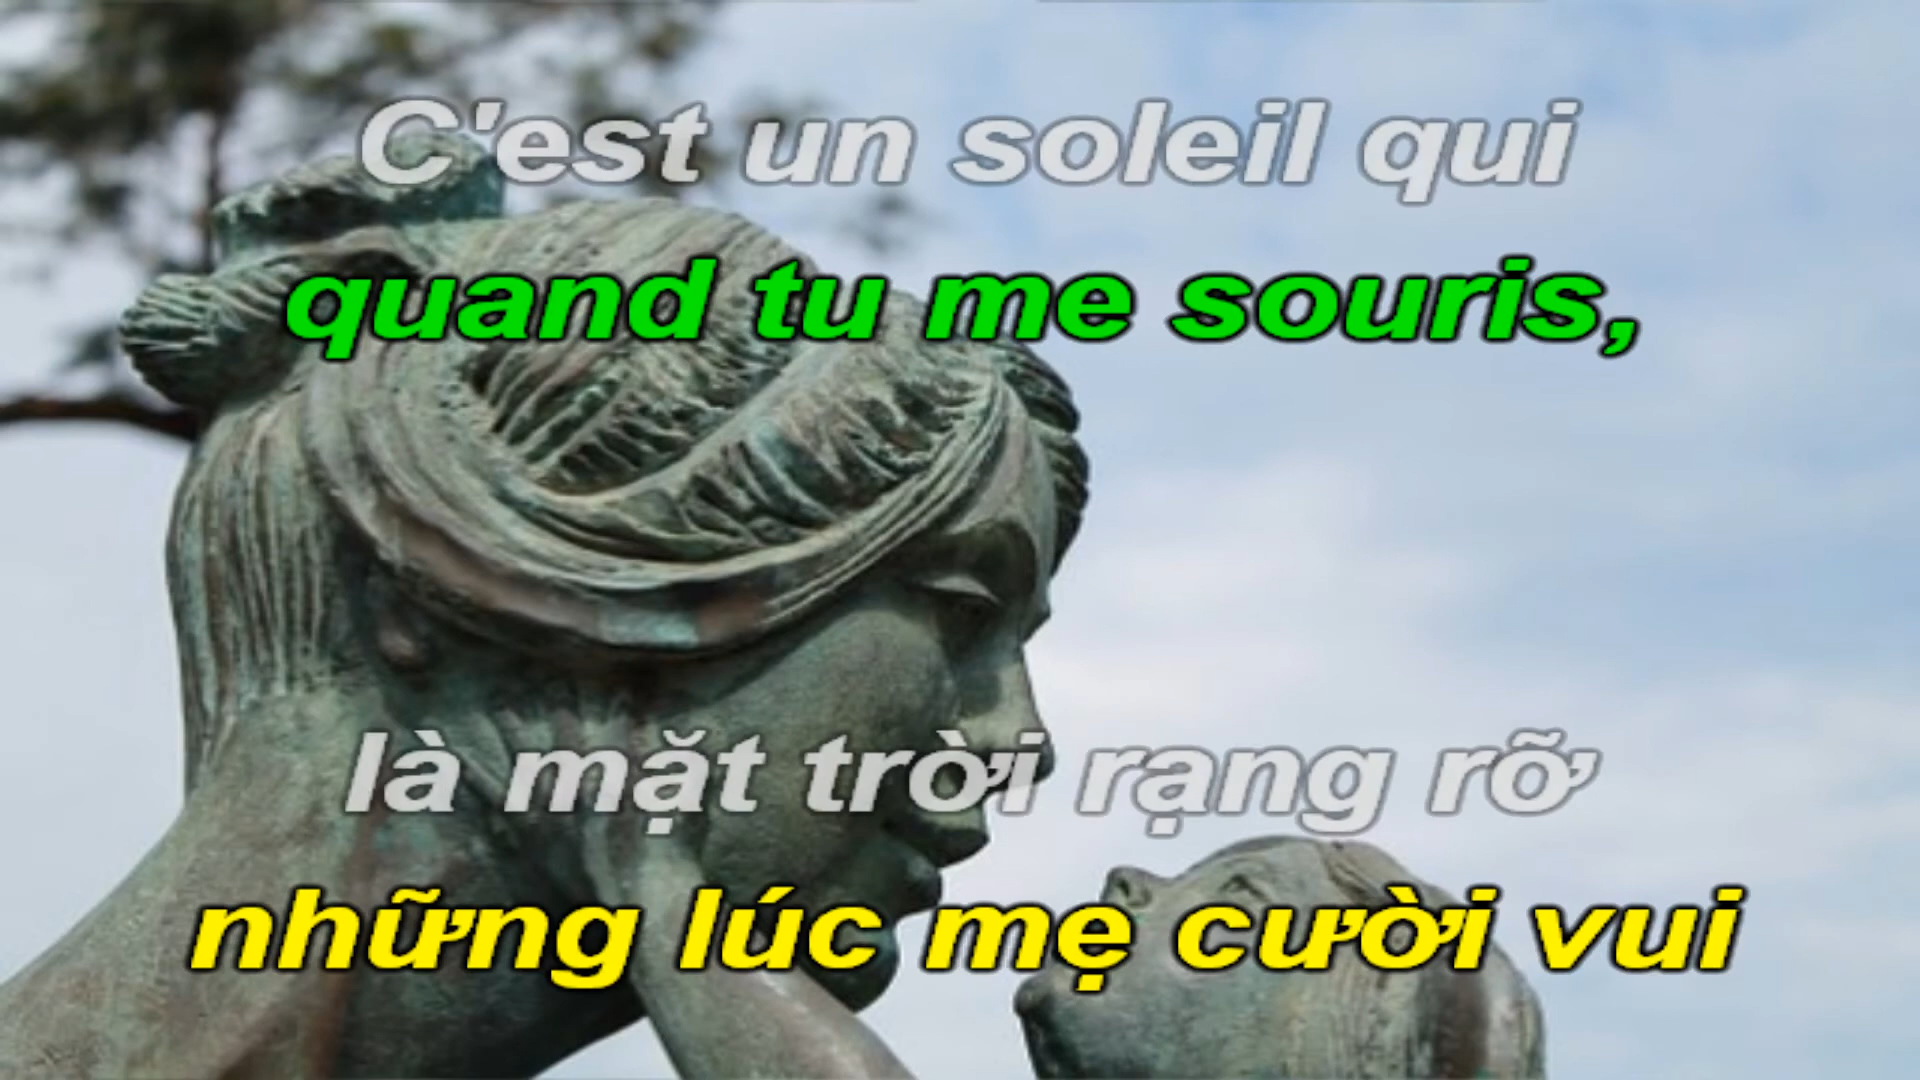 C'est un soleil qui
quand tu me souris,
là mặt trời rạng rỡ
những lúc mẹ cười vui